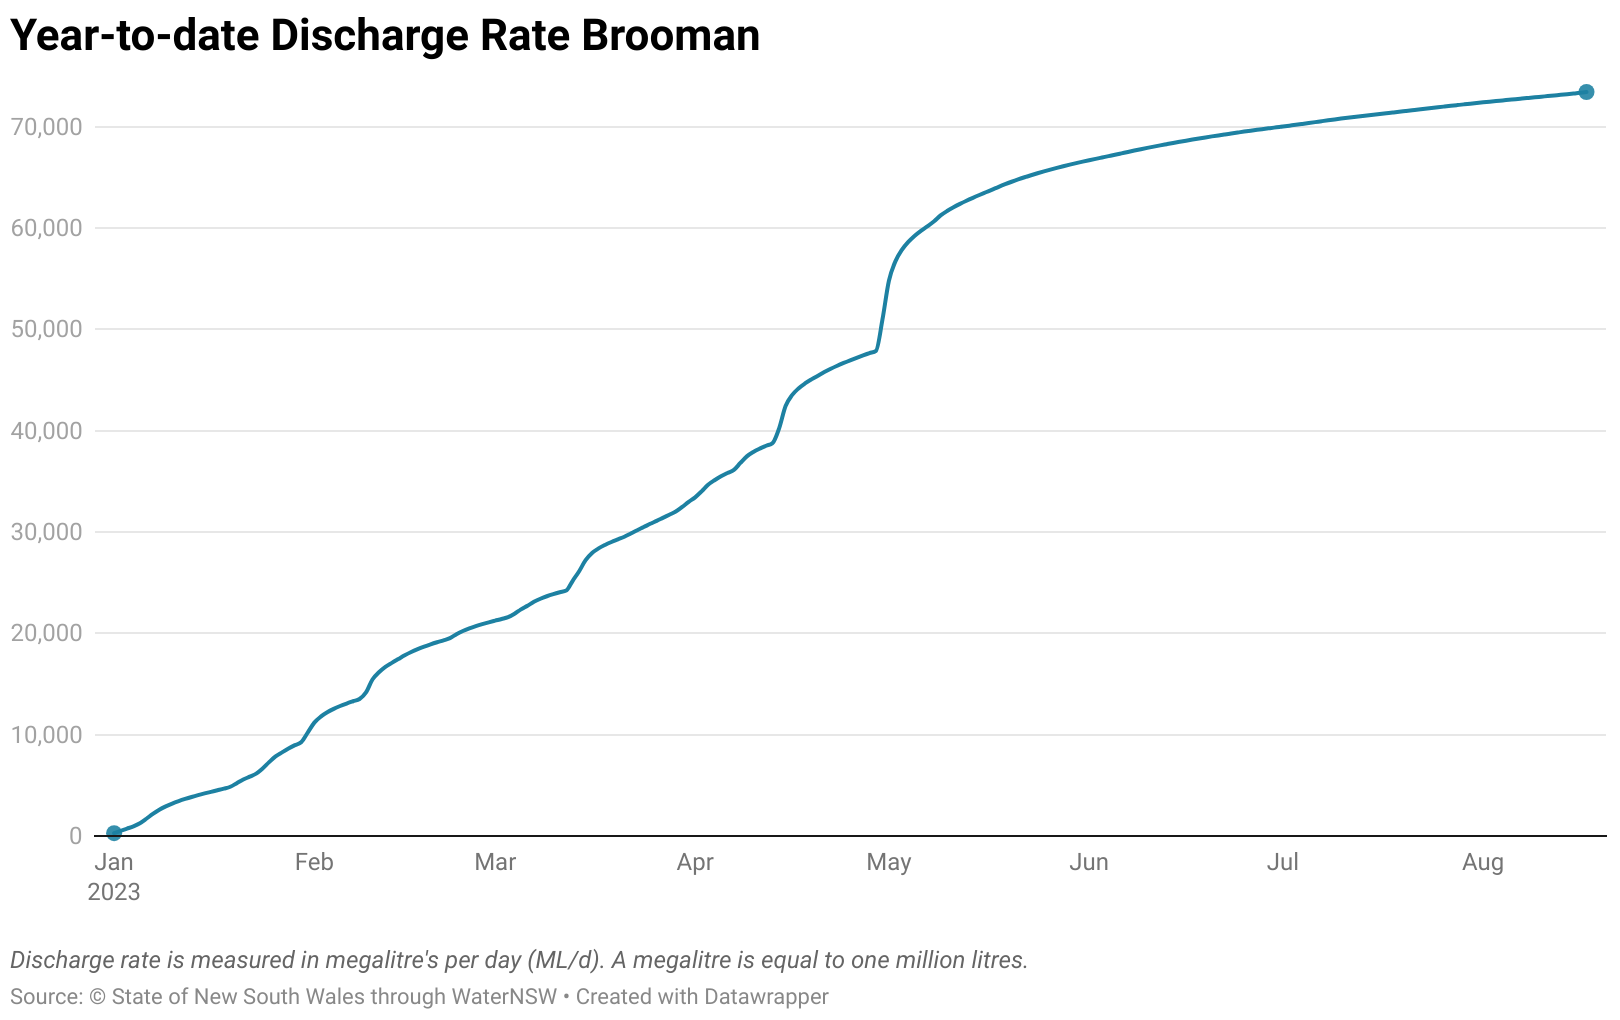 Year-to-date Discharge Rate Brooman
70,000
60,000
50,000
40,000
30,000
20,000
10,000
0
Jan Feb Mar Apr May Jun Jul Aug
2023
Discharge rate is measured in megalitre's per day (ML/d). A megalitre is equal to one million litres.
Source: © State of New South Wales through WaterNSW • Created with Datawrapper